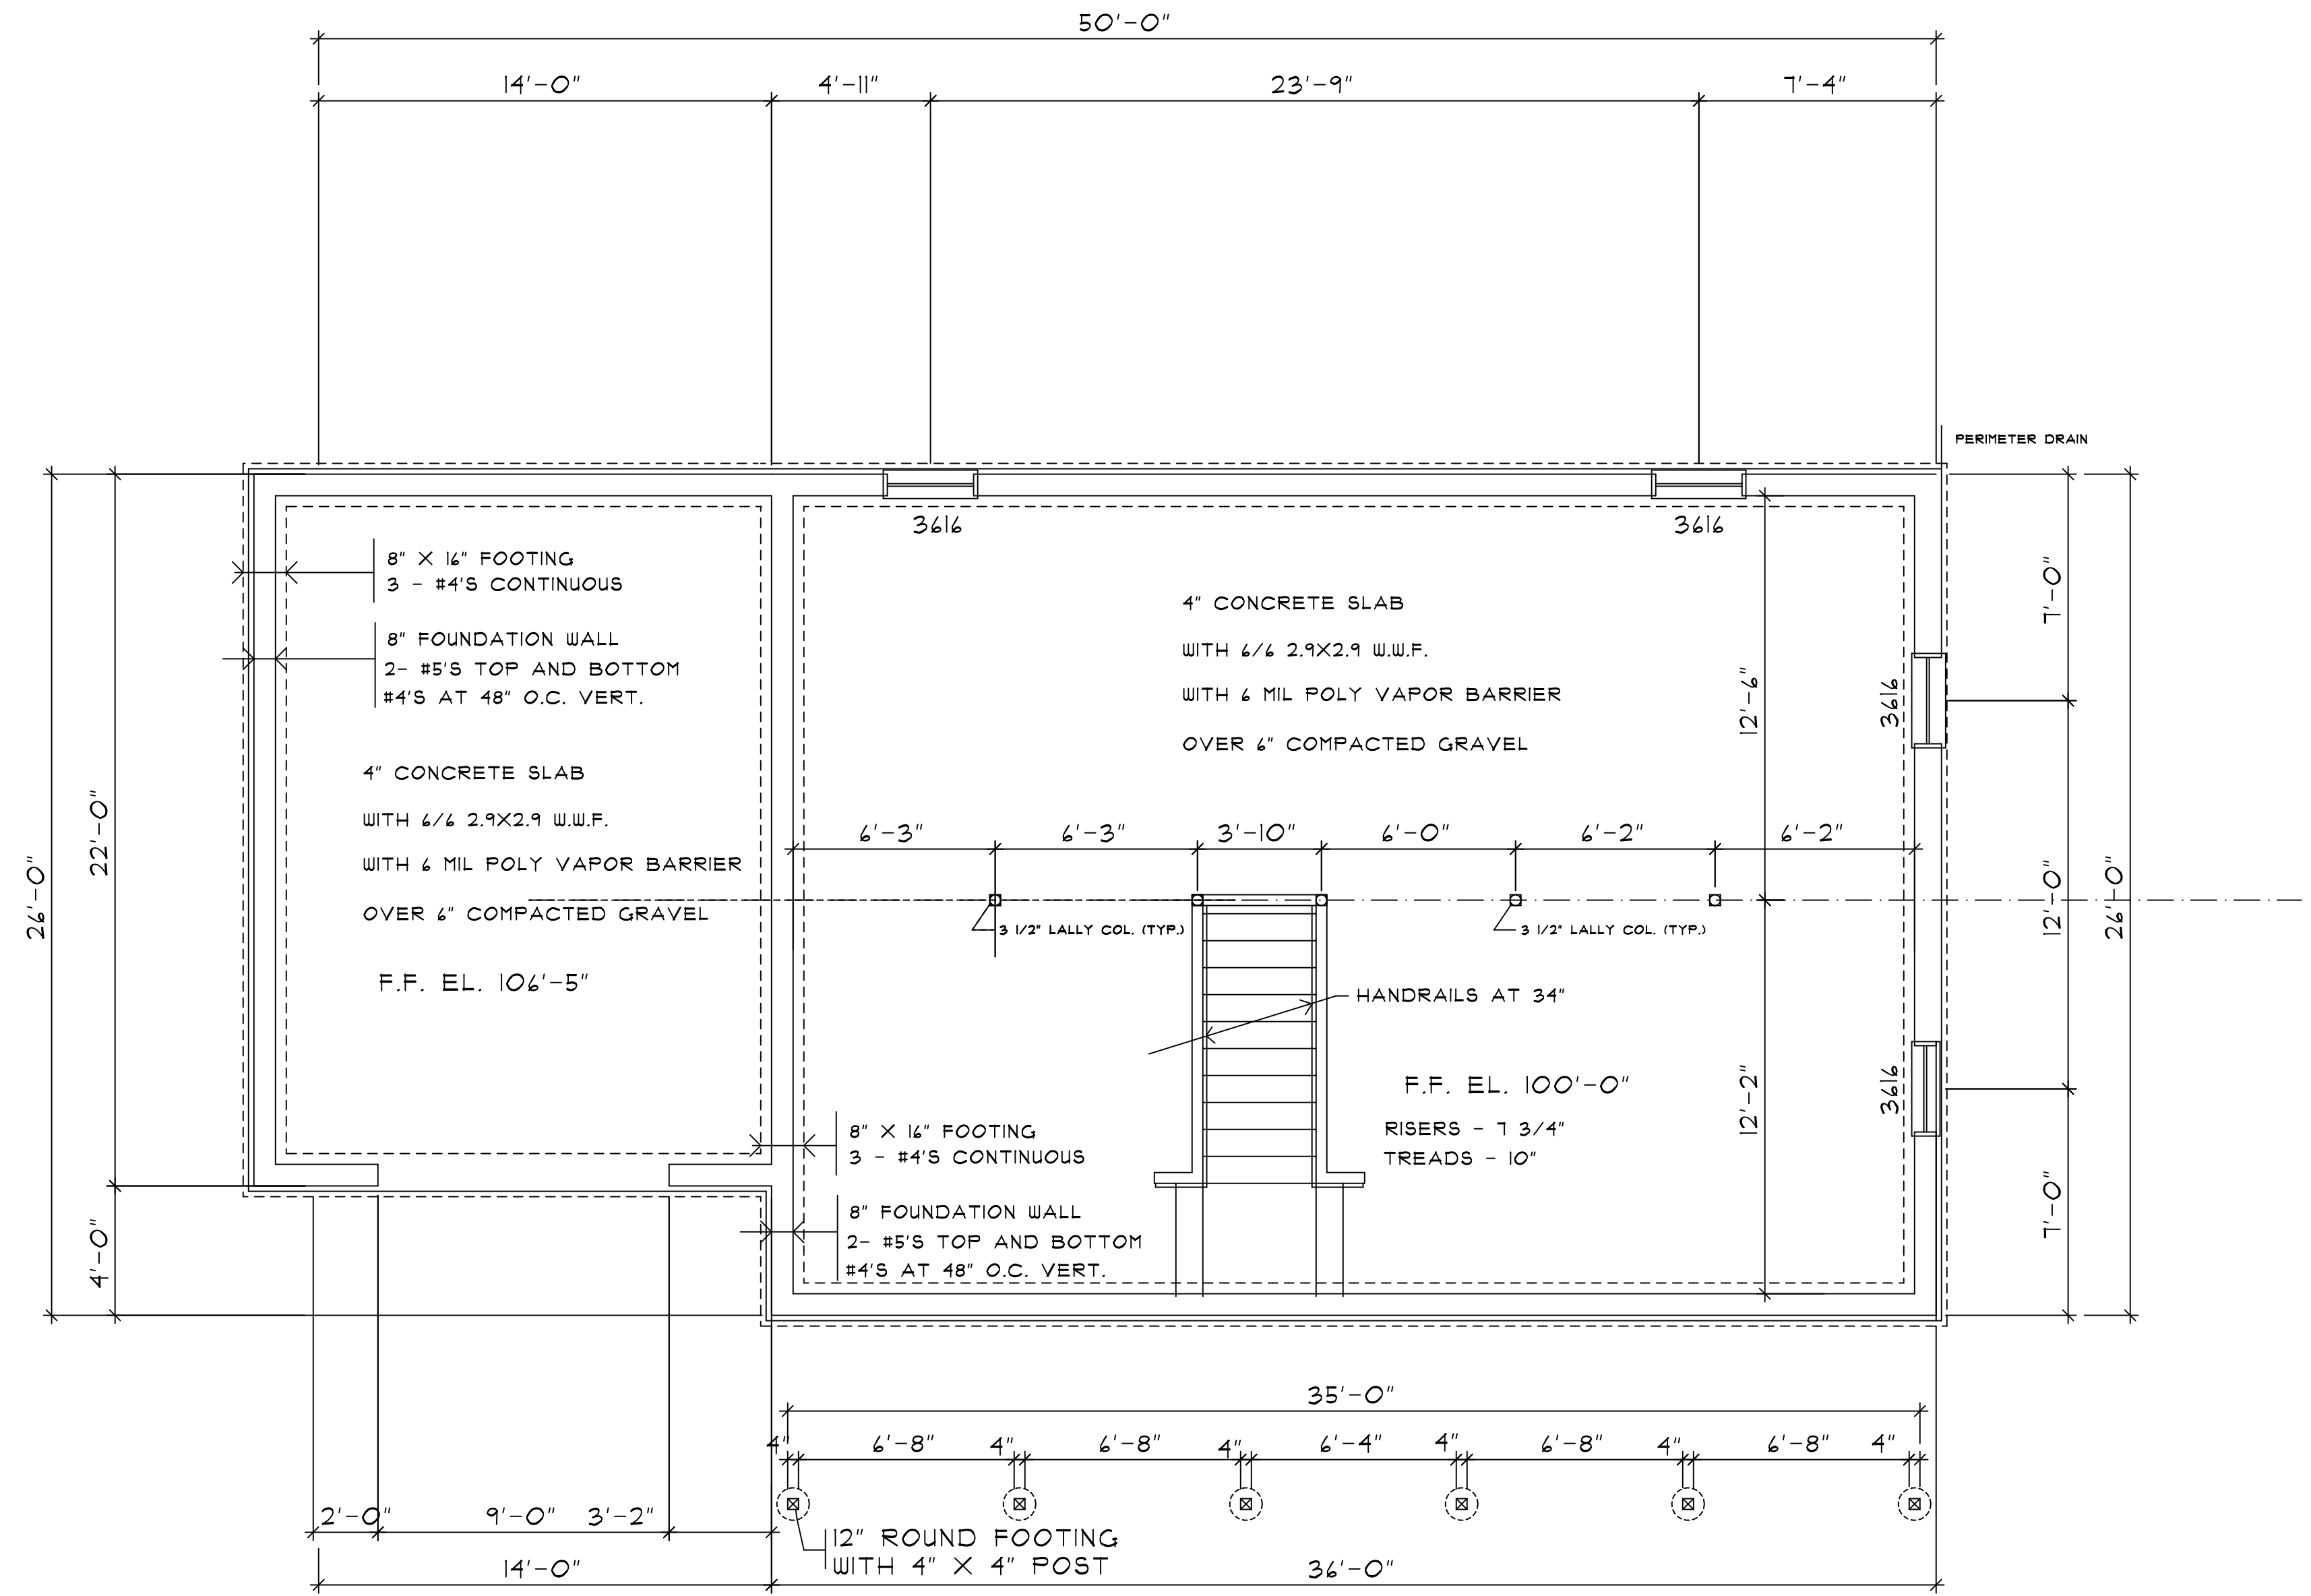 50'-0"
14'-0" 4'-11" 23'-9" 7'-4"
PERIMETER DRAIN
3616 3616
8" X 16" FOOTING
3 - #4'S CONTINUOUS
8" FOUNDATION WALL
2- #5'S TOP AND BOTTOM
#4'S AT 48" O.C. VERT.
4" CONCRETE SLAB
WITH 6/6 2.9X2.9 W.W.F.
WITH 6 MIL POLY VAPOR BARRIER
OVER 6" COMPACTED GRAVEL
7'-0"
12'-6"
3616
4" CONCRETE SLAB
WITH 6/6 2.9X2.9 W.W.F.
WITH 6 MIL POLY VAPOR BARRIER
OVER 6" COMPACTED GRAVEL
26'-0"
22'-0"
6'-3" 6'-3" 3'-10" 6'-0" 6'-2" 6'-2"
12'-0"
26'-0"
3 1/2" LALLY COL. (TYP.) 3 1/2" LALLY COL. (TYP.)
F.F. EL. 106'-5"
HANDRAILS AT 34"
F.F. EL. 100'-0"
RISERS - 7 3/4"
TREADS - 10"
12'-2"
3616
8" X 16" FOOTING
3 - #4'S CONTINUOUS
8" FOUNDATION WALL
2- #5'S TOP AND BOTTOM
#4'S AT 48" O.C. VERT.
4'-0"
7'-0"
35'-0"
4" 6'-8" 4" 6'-8" 4" 6'-4" 4" 6'-8" 4" 6'-8" 4"
2'-0" 9'-0" 3'-2"
12" ROUND FOOTING
WITH 4" X 4" POST
14'-0" 36'-0"